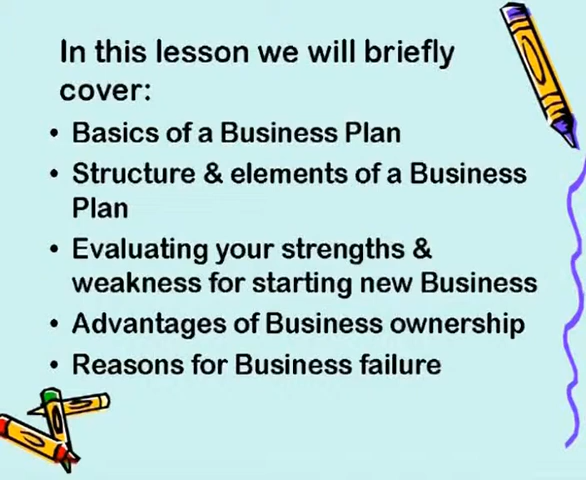 In this lesson we will briefly
cover:
• Basics of a Business Plan
• Structure & elements of a Business
Plan
• Evaluating your strengths &
weakness for starting new Business
• Advantages of Business ownership
• Reasons for Business failure